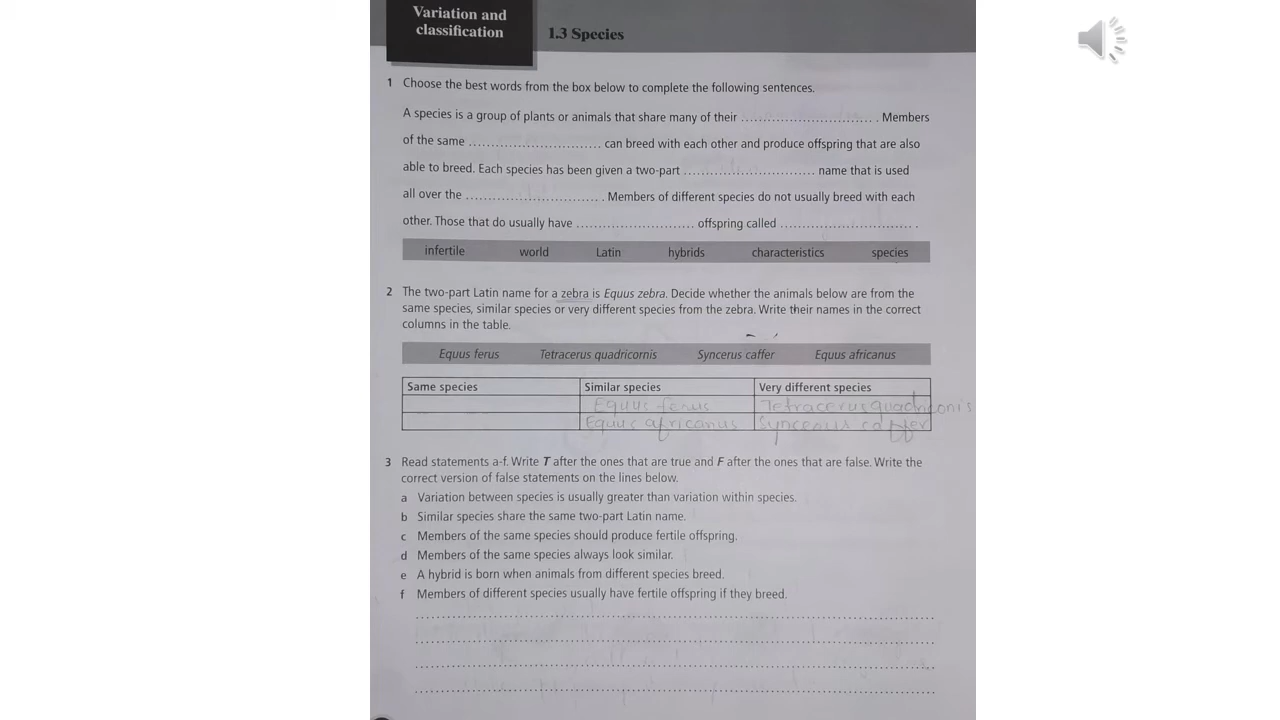 Variation and
classification
1.3 Species
1 Choose the best words from the box below to complete the following sentences.
A species is a group of plants or animals that share many of their ............................... . Members
of the same ............................... can breed with each other and produce offspring that are also
able to breed. Each species has been given a two-part ............................... name that is used
all over the ............................... . Members of different species do not usually breed with each
other. Those that do usually have ........................... offspring called ............................... .
infertile world Latin hybrids characteristics species
2 The two-part Latin name for a zebra is Equus zebra. Decide whether the animals below are from the
same species, similar species or very different species from the zebra. Write their names in the correct
columns in the table.
Equus ferus Tetracerus quadricornis Syncerus caffer Equus africanus
Same species Similar species Very different species
Equus ferus Tetracerus quadriconis
Equus africanus Synceous caffer
3 Read statements a-f. Write T after the ones that are true and F after the ones that are false. Write the
correct version of false statements on the lines below.
a Variation between species is usually greater than variation within species.
b Similar species share the same two-part Latin name.
c Members of the same species should produce fertile offspring.
d Members of the same species always look similar.
e A hybrid is born when animals from different species breed.
f Members of different species usually have fertile offspring if they breed.